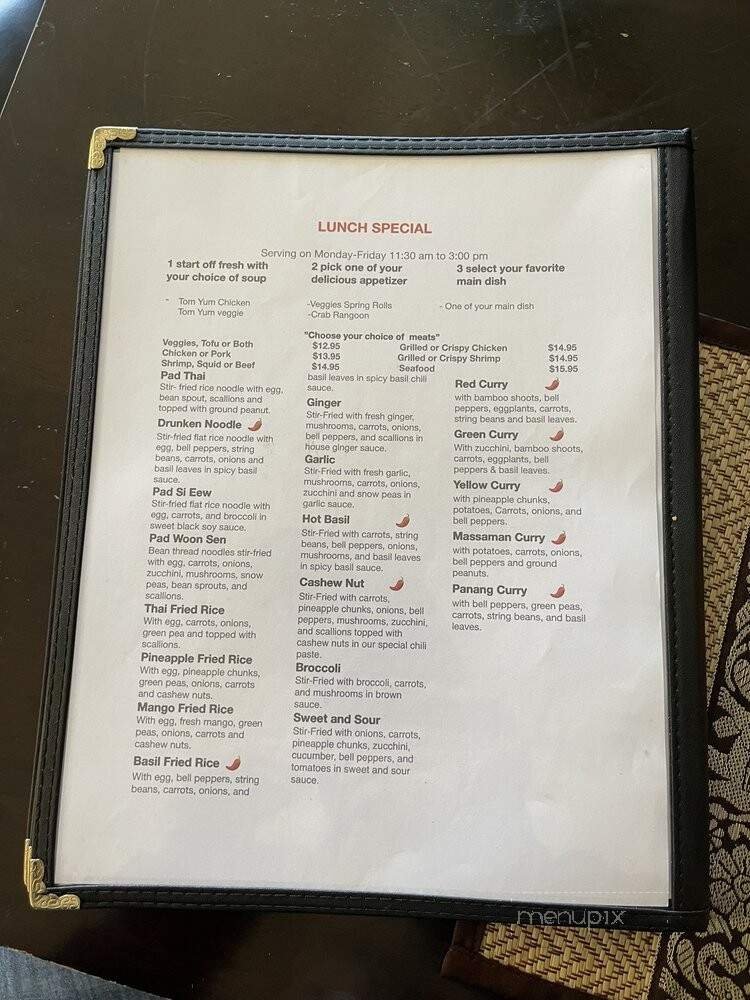 LUNCH SPECIAL
Serving on Monday-Friday 11:30 am to 3:00 pm
1 start off fresh with
your choice of soup
- Tom Yum Chicken
Tom Yum veggie
2 pick one of your
delicious appetizer
-Veggies Spring Rolls
-Crab Rangoon
3 select your favorite
main dish
- One of your main dish
"Choose your choice of meats"
Veggies, Tofu or Both $12.95
Chicken or Pork $13.95
Shrimp, Squid or Beef $14.95
Grilled or Crispy Chicken $14.95
Grilled or Crispy Shrimp $14.95
Seafood $15.95
Pad Thai
Stir- fried rice noodle with egg,
bean spout, scallions and
topped with ground peanut.
Drunken Noodle
Stir-fried flat rice noodle with
egg, bell peppers, string
beans, carrots, onions and
basil leaves in spicy basil
sauce.
Pad Si Eew
Stir-fried flat rice noodle with
egg, carrots, and broccoli in
sweet black soy sauce.
Pad Woon Sen
Bean thread noodles stir-fried
with egg, carrots, onions,
zucchini, mushrooms, snow
peas, bean sprouts, and
scallions.
Thai Fried Rice
With egg, carrots, onions,
green pea and topped with
scallions.
Pineapple Fried Rice
With egg, pineapple chunks,
green peas, onions, carrots
and cashew nuts.
Mango Fried Rice
With egg, fresh mango, green
peas, onions, carrots and
cashew nuts.
Basil Fried Rice
With egg, bell peppers, string
beans, carrots, onions, and
basil leaves in spicy basil chili
sauce.
Ginger
Stir-Fried with fresh ginger,
mushrooms, carrots, onions,
bell peppers, and scallions in
house ginger sauce.
Garlic
Stir-Fried with fresh garlic,
mushrooms, carrots, onions,
zucchini and snow peas in
garlic sauce.
Hot Basil
Stir-Fried with carrots, string
beans, bell peppers, onions,
mushrooms, and basil leaves
in spicy basil sauce.
Cashew Nut
Stir-Fried with carrots,
pineapple chunks, onions, bell
peppers, mushrooms, zucchini,
and scallions topped with
cashew nuts in our special chili
paste.
Broccoli
Stir-Fried with broccoli, carrots,
and mushrooms in brown
sauce.
Sweet and Sour
Stir-Fried with onions, carrots,
pineapple chunks, zucchini,
cucumber, bell peppers, and
tomatoes in sweet and sour
sauce.
Red Curry
with bamboo shoots, bell
peppers, eggplants, carrots,
string beans and basil leaves.
Green Curry
With zucchini, bamboo shoots,
carrots, eggplants, bell
peppers & basil leaves.
Yellow Curry
with pineapple chunks,
potatoes, Carrots, onions, and
bell peppers.
Massaman Curry
with potatoes, carrots, onions,
bell peppers and ground
peanuts.
Panang Curry
with bell peppers, green peas,
carrots, string beans, and basil
leaves.
menupix